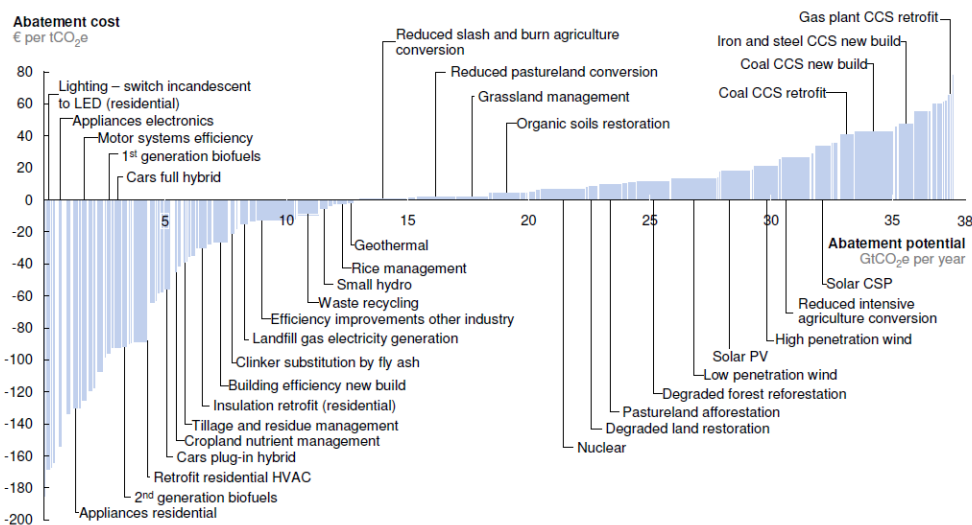 Abatement cost
€ per tCO2e
Gas plant CCS retrofit
Reduced slash and burn agriculture
conversion
Iron and steel CCS new build
Coal CCS new build
Reduced pastureland conversion
Coal CCS retrofit
Grassland management
Organic soils restoration
Lighting – switch incandescent
to LED (residential)
Appliances electronics
Motor systems efficiency
1st generation biofuels
Cars full hybrid
80
60
40
20
0
-20
-40
-60
-80
-100
-120
-140
-160
-180
-200
5
10
15
20
25
30
35
38
Abatement potential
GtCO2e per year
Geothermal
Rice management
Small hydro
Waste recycling
Efficiency improvements other industry
Landfill gas electricity generation
Clinker substitution by fly ash
Building efficiency new build
Insulation retrofit (residential)
Tillage and residue management
Cropland nutrient management
Cars plug-in hybrid
Retrofit residential HVAC
2nd generation biofuels
Appliances residential
Solar CSP
Reduced intensive
agriculture conversion
High penetration wind
Solar PV
Low penetration wind
Degraded forest reforestation
Pastureland afforestation
Degraded land restoration
Nuclear